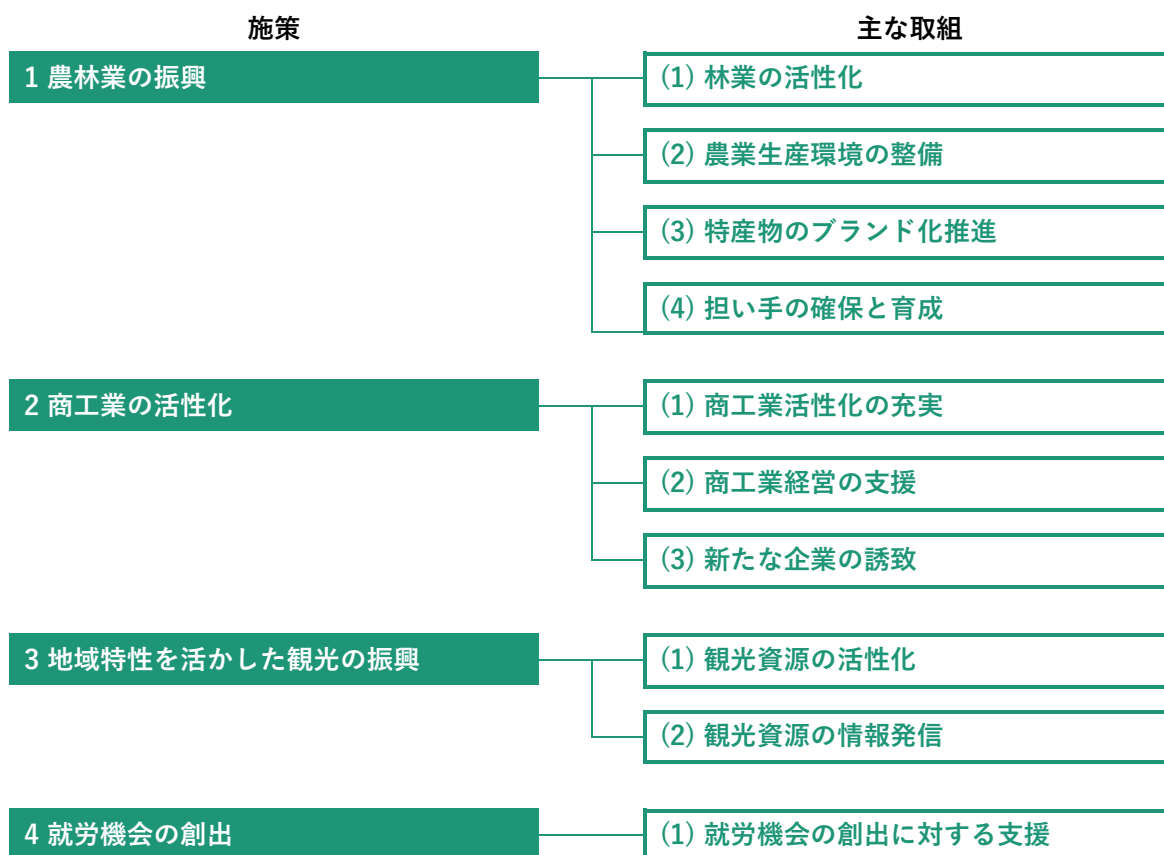 施策
主な取組
1 農林業の振興
(1) 林業の活性化
(2) 農業生産環境の整備
(3) 特産物のブランド化推進
(4) 担い手の確保と育成
2 商工業の活性化
(1) 商工業活性化の充実
(2) 商工業経営の支援
(3) 新たな企業の誘致
3 地域特性を活かした観光の振興
(1) 観光資源の活性化
(2) 観光資源の情報発信
4 就労機会の創出
(1) 就労機会の創出に対する支援